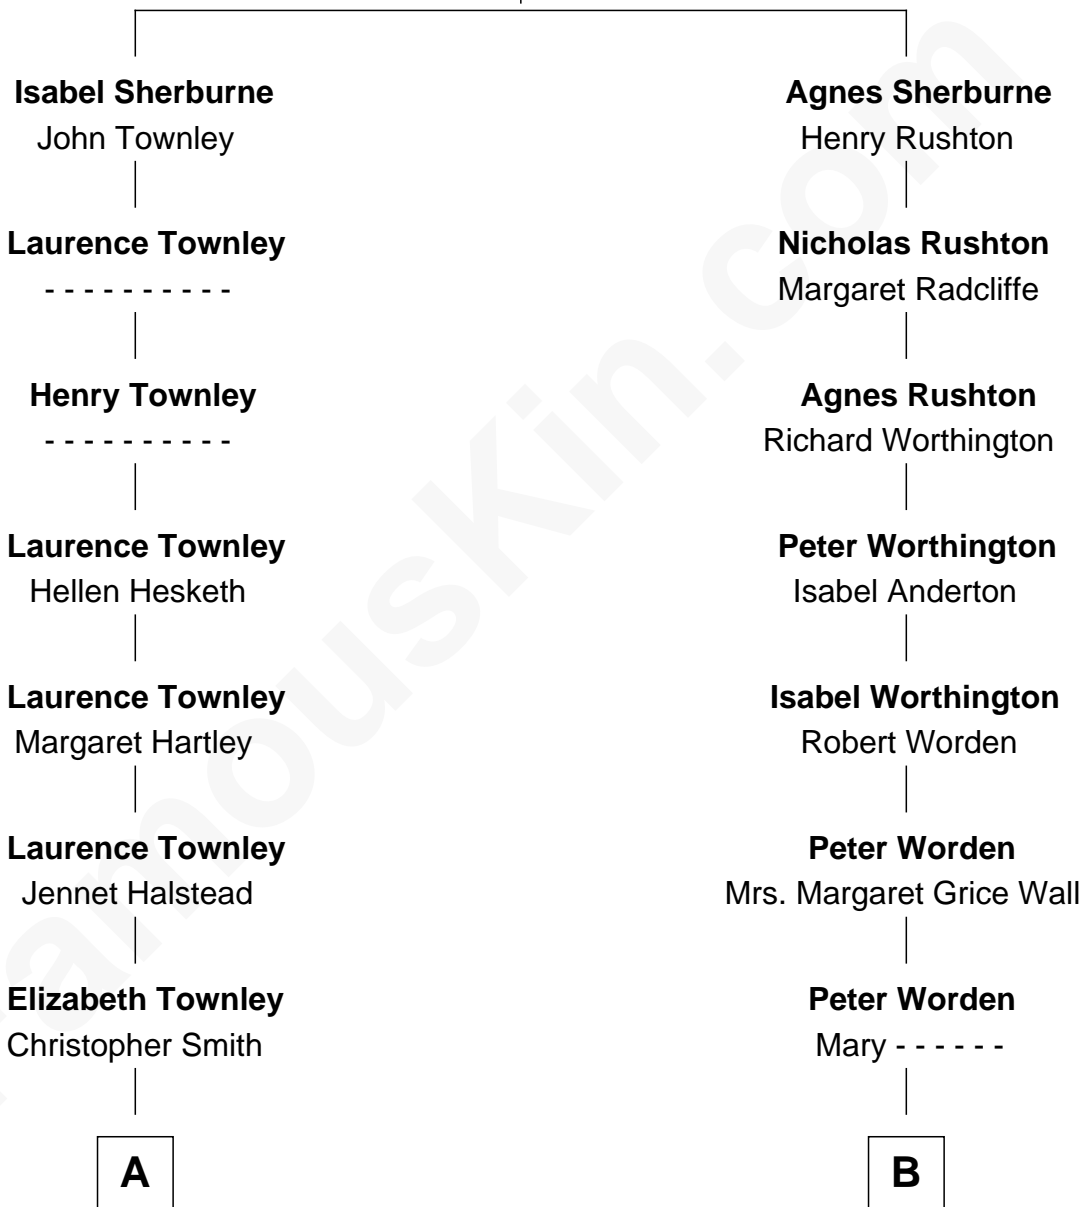 Isabel Sherburne
John Townley
Laurence Townley
- - - - - - - - - -
Henry Townley
- - - - - - - - - -
Laurence Townley
Hellen Hesketh
Laurence Townley
Margaret Hartley
Laurence Townley
Jennet Halstead
Elizabeth Townley
Christopher Smith
A
Agnes Sherburne
Henry Rushton
Nicholas Rushton
Margaret Radcliffe
Agnes Rushton
Richard Worthington
Peter Worthington
Isabel Anderton
Isabel Worthington
Robert Worden
Peter Worden
Mrs. Margaret Grice Wall
Peter Worden
Mary - - - - - -
B
FamousKin.com